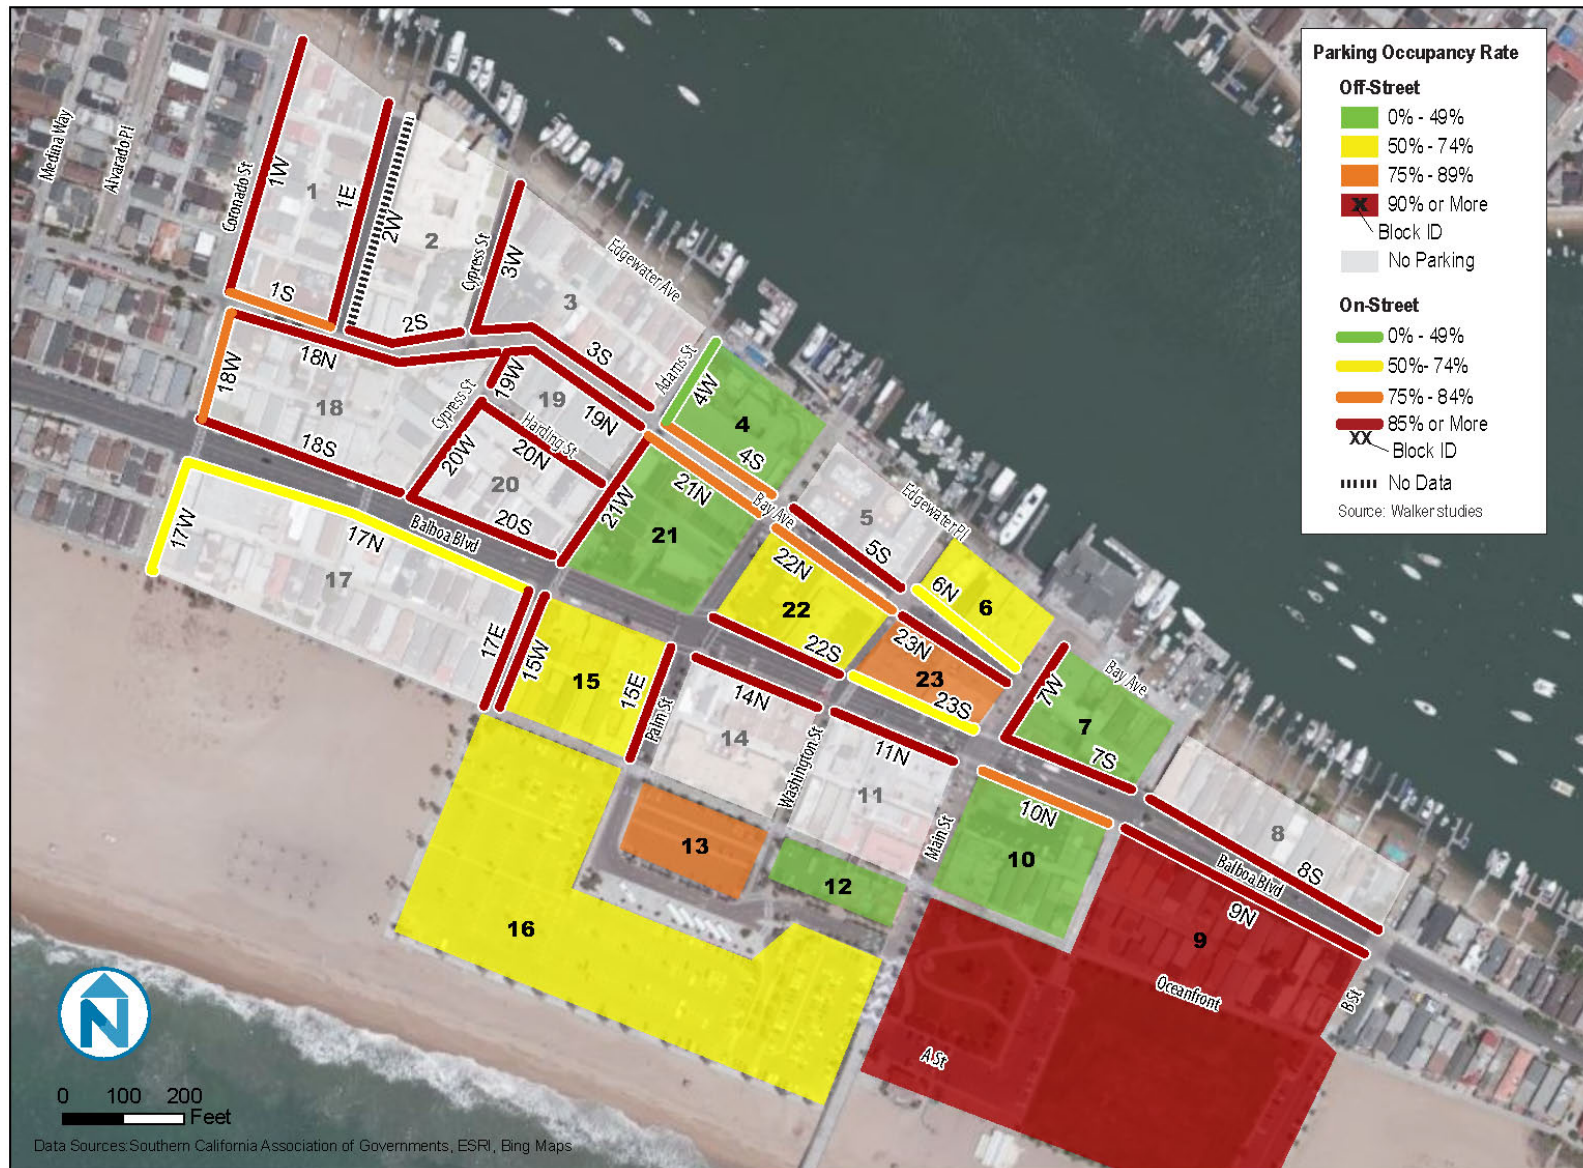 Parking Occupancy Rate
Off-Street
0% - 49%
50% - 74%
75% - 89%
X 90% or More
Block ID
No Parking
On-Street
0% - 49%
50% - 74%
75% - 84%
85% or More
XX Block ID
No Data
Source: Walker studies
Medina Way
Alvarado Pl
Coronado St
1W
1
1E
2W
2
Cypress St
3W
3
Edgewater Ave
1S
2S
3S
Adams St
4W
4
18W
18N
18
19W
19
19N
Cypress St
Harding St
4S
18S
20W
20N
20
20S
21W
21N
Bay Ave
21
5
5S
Edgewater Pl
Balboa Blvd
17W
17N
17
22N
22
6N
6
17E
15W
15
15E
Palm St
22S
23N
23
23S
7W
Bay Ave
7
7S
14N
14
Washington St
11N
11
Main St
10N
10
8
8S
Balboa Blvd
9N
9
13
12
16
Oceanfront
B St
A St
N
0 100 200
Feet
Data Sources:Southern California Association of Governments, ESRI, Bing Maps